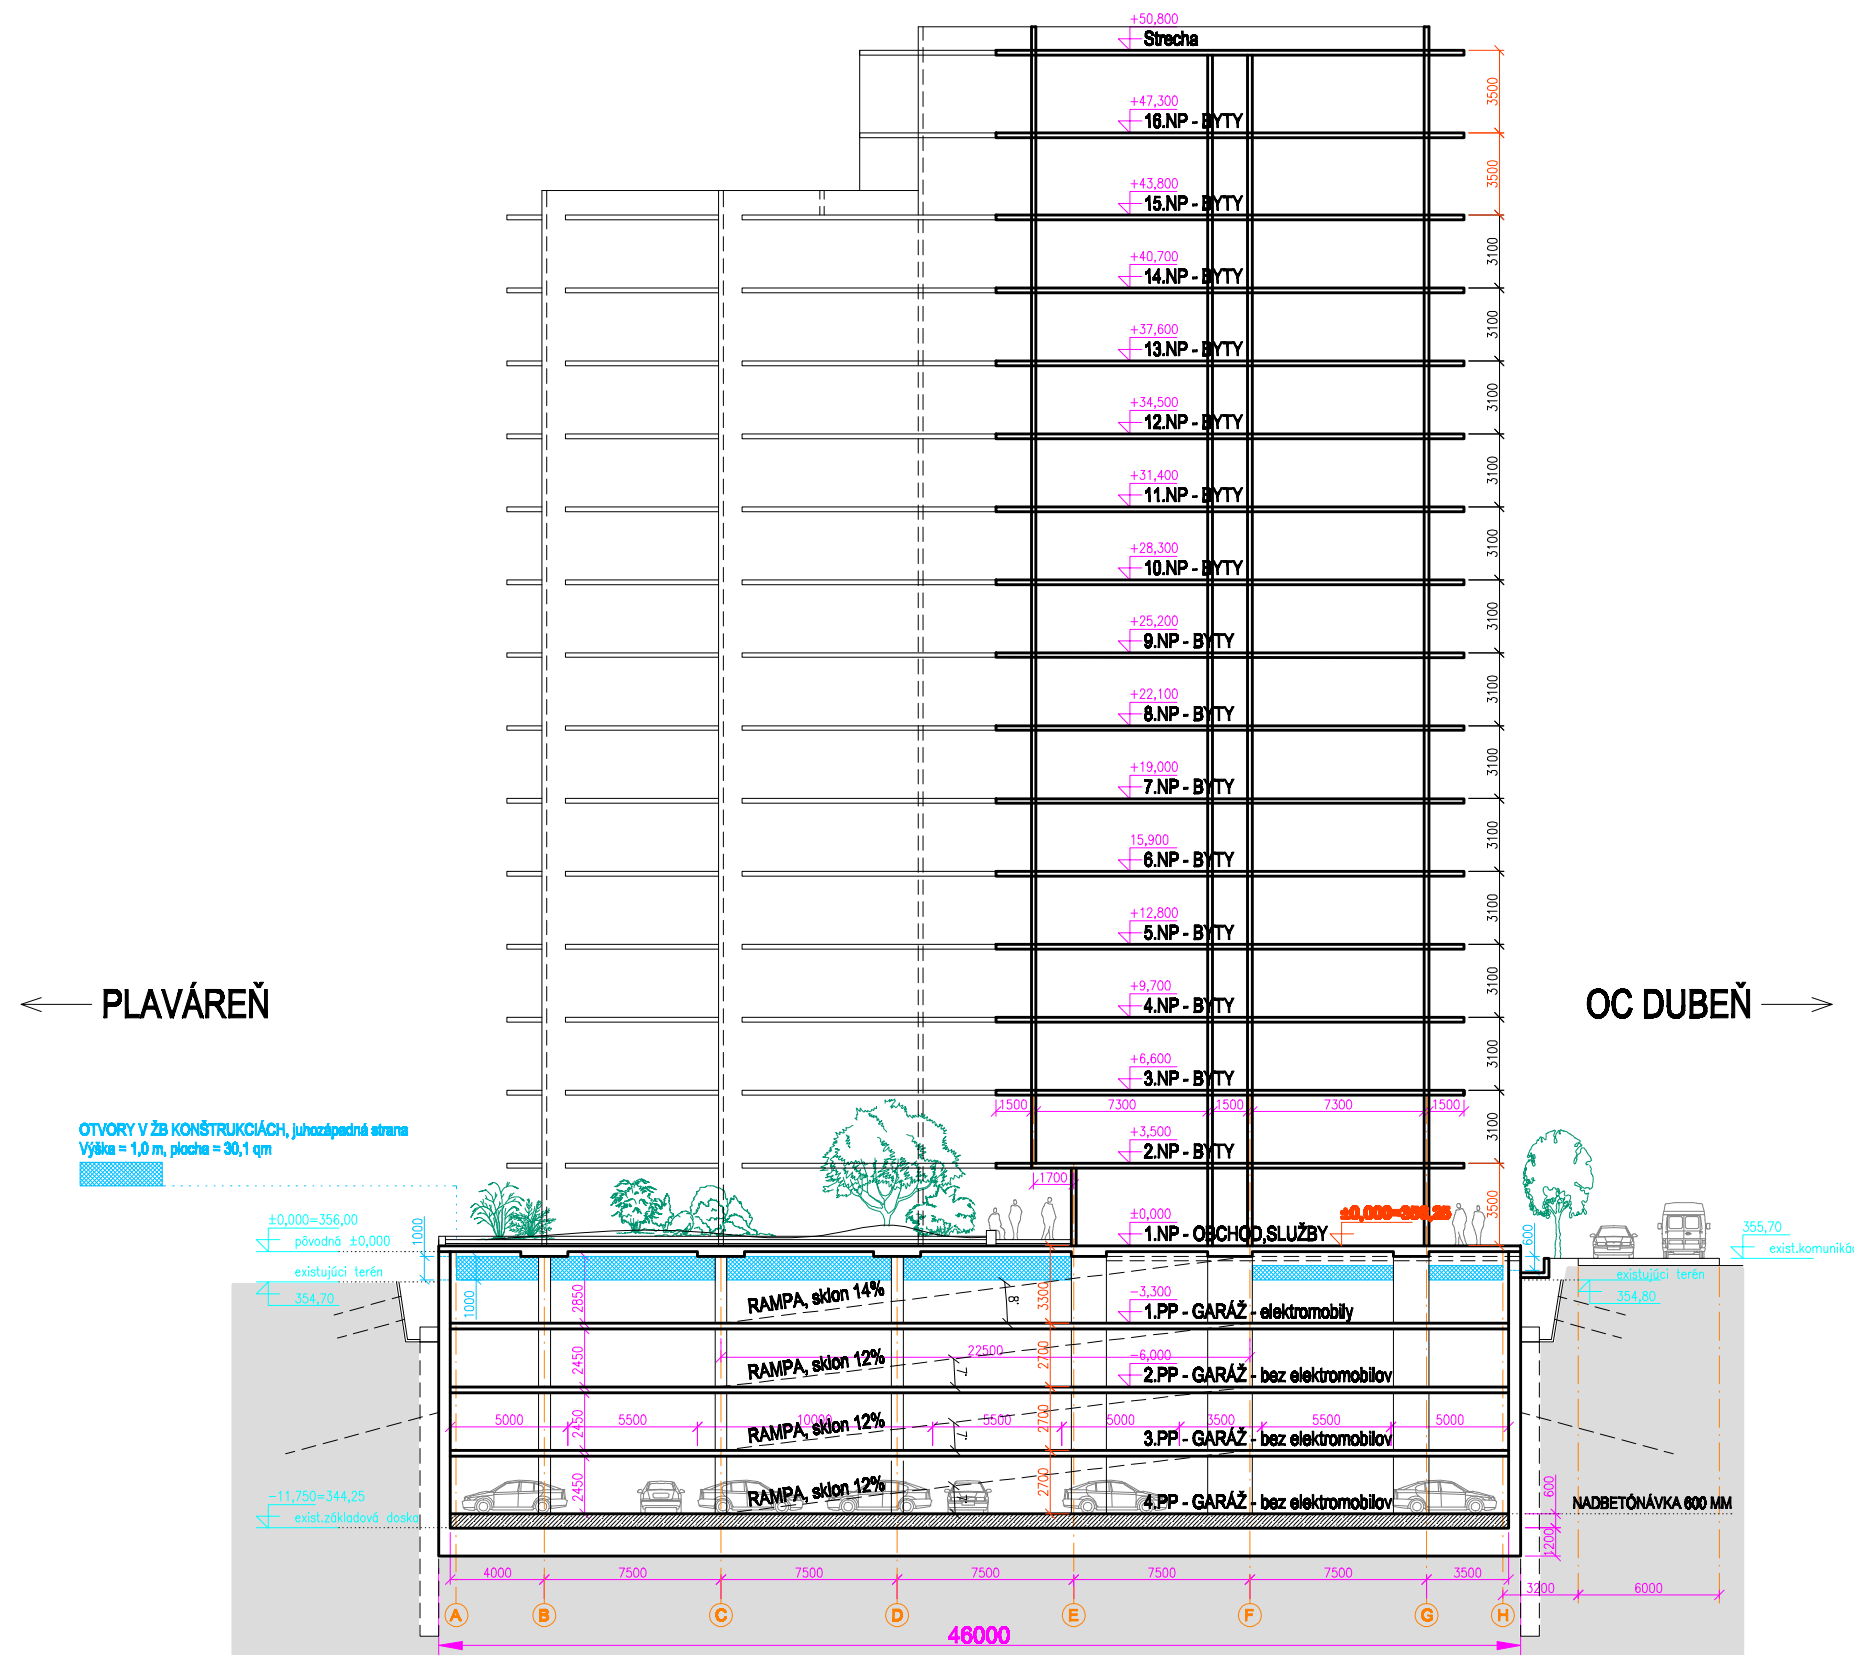 +50,800
Strecha
3500
+47,300
16.NP - BYTY
3500
+43,800
15.NP - BYTY
3100
+40,700
14.NP - BYTY
3100
+37,600
13.NP - BYTY
3100
+34,500
12.NP - BYTY
3100
+31,400
11.NP - BYTY
3100
+28,300
10.NP - BYTY
3100
+25,200
9.NP - BYTY
3100
+22,100
8.NP - BYTY
3100
+19,000
7.NP - BYTY
3100
15,900
6.NP - BYTY
3100
+12,800
5.NP - BYTY
3100
PLAVÁREŇ
+9,700
4.NP - BYTY
OC DUBEŇ
3100
+6,600
3.NP - BYTY
1500 7300 1500 7300 1500
3100
OTVORY V ŽB KONŠTRUKCIÁCH, juhozápadná strana
Výška = 1,0 m, plocha = 30,1 qm
+3,500
2.NP - BYTY
1700
3500
±0,000=356,00
pôvodná ±0,000
1000
±0,000
1.NP - OBCHOD,SLUŽBY
600
355,70
exist.komuniká
existujúci terén
354,70
1000
2850
RAMPA, sklon 14%
8°
3300
-3,300
1.PP - GARÁŽ - elektromobily
existujúci terén
354,80
2450
RAMPA, sklon 12%
22500
7°
2700
-6,000
2.PP - GARÁŽ - bez elektromobilov
5000 5500 10000 5500 5000 3500 5500 5000
2450
RAMPA, sklon 12%
7°
2700
3.PP - GARÁŽ - bez elektromobilov
2450
RAMPA, sklon 12%
7°
2700
4.PP - GARÁŽ - bez elektromobilov
600
NADBETÓNÁVKA 600 MM
-11,750=344,25
exist.základová doska
1200
4000 7500 7500 7500 7500 7500 3500 3200 6000
A B C D E F G H
46000